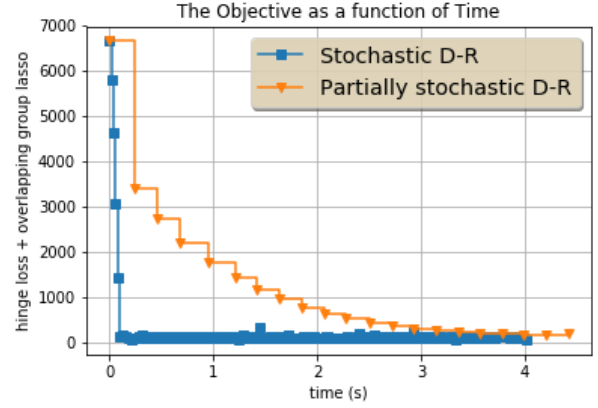 The Objective as a function of Time
Stochastic D-R
Partially stochastic D-R
hinge loss + overlapping group lasso
7000
6000
5000
4000
3000
2000
1000
0
0
1
2
3
4
time (s)